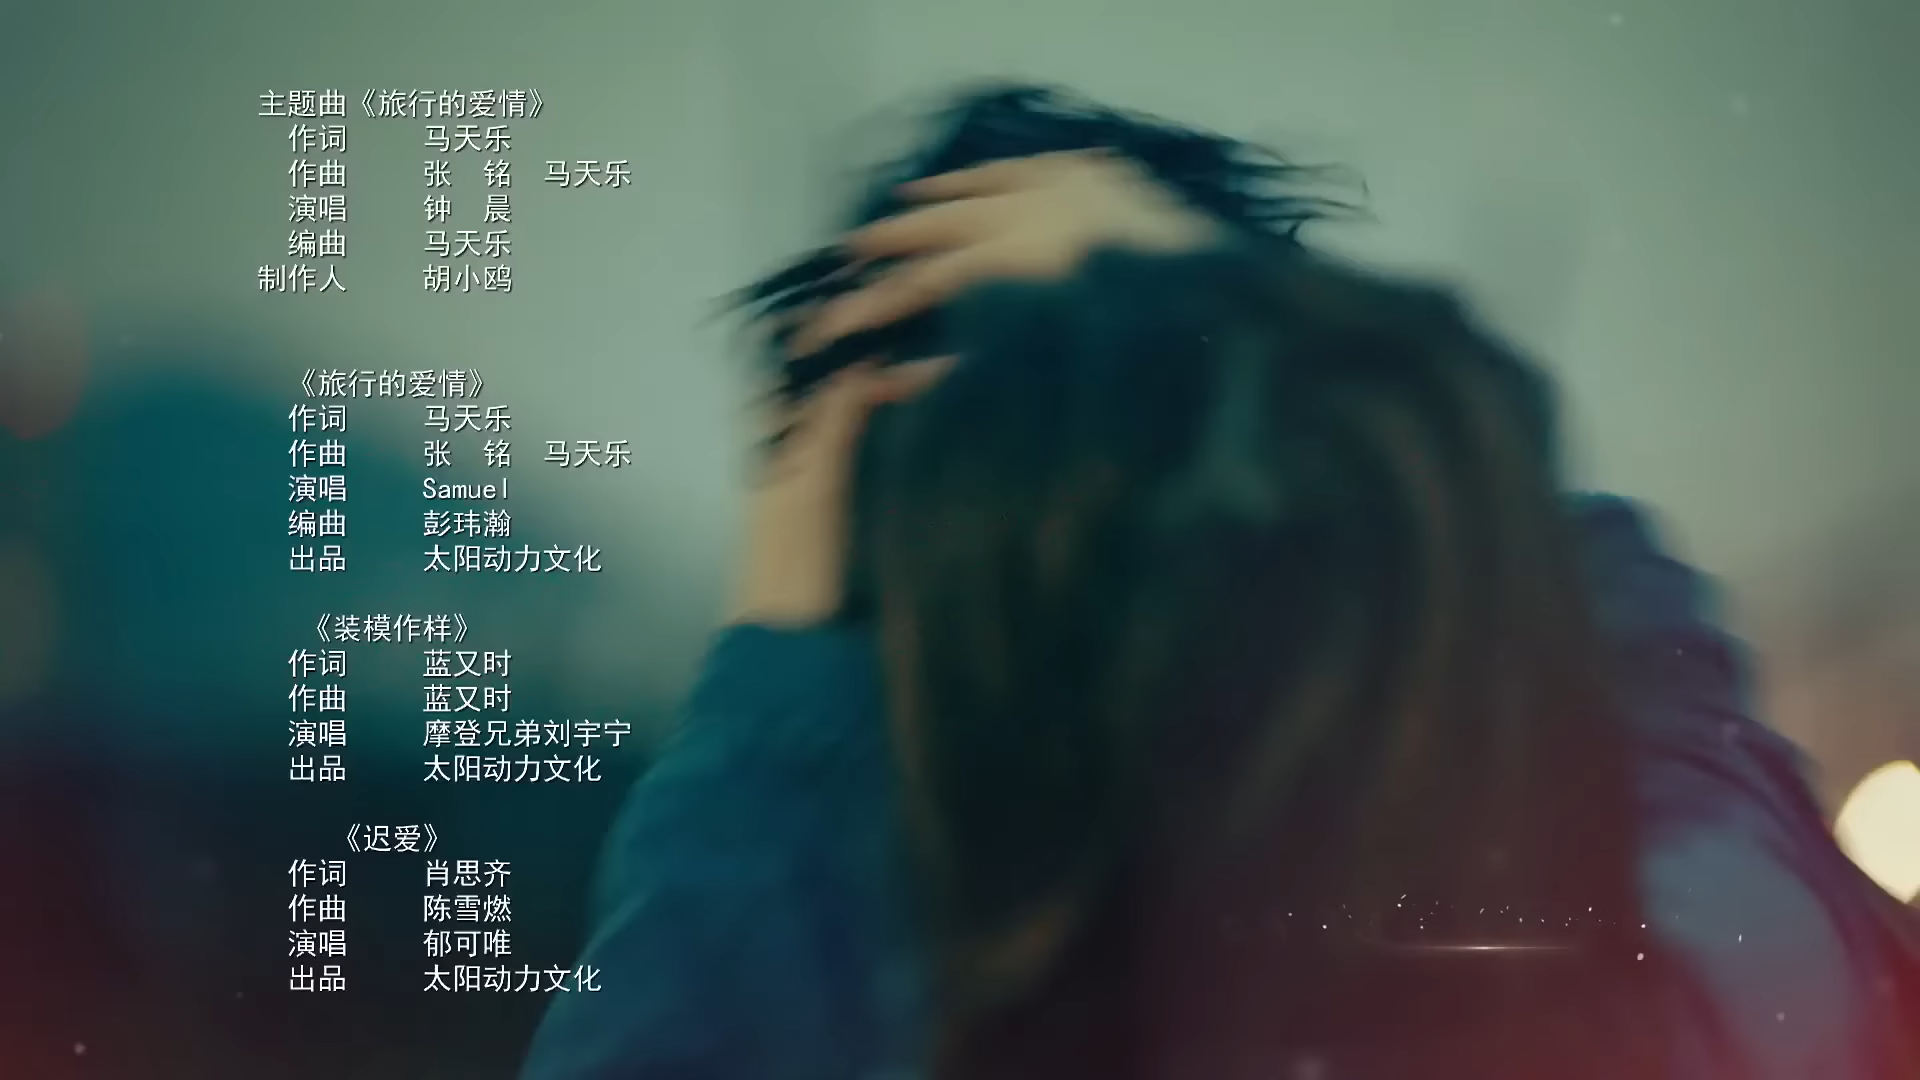 主题曲《旅行的爱情》
作词 马天乐
作曲 张 铭 马天乐
演唱 钟 晨
编曲 马天乐
制作人 胡小鸥
《旅行的爱情》
作词 马天乐
作曲 张 铭 马天乐
演唱 Samuel
编曲 彭玮瀚
出品 太阳动力文化
《装模作样》
作词 蓝又时
作曲 蓝又时
演唱 摩登兄弟刘宇宁
出品 太阳动力文化
《迟爱》
作词 肖思齐
作曲 陈雪燃
演唱 郁可唯
出品 太阳动力文化